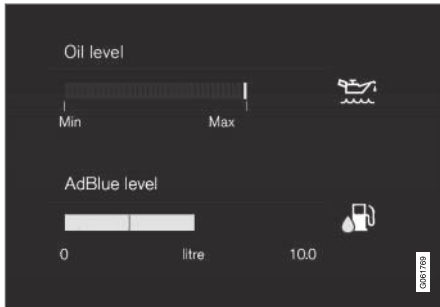 Oil level
Min Max
AdBlue level
0 litre 10.0
G061769